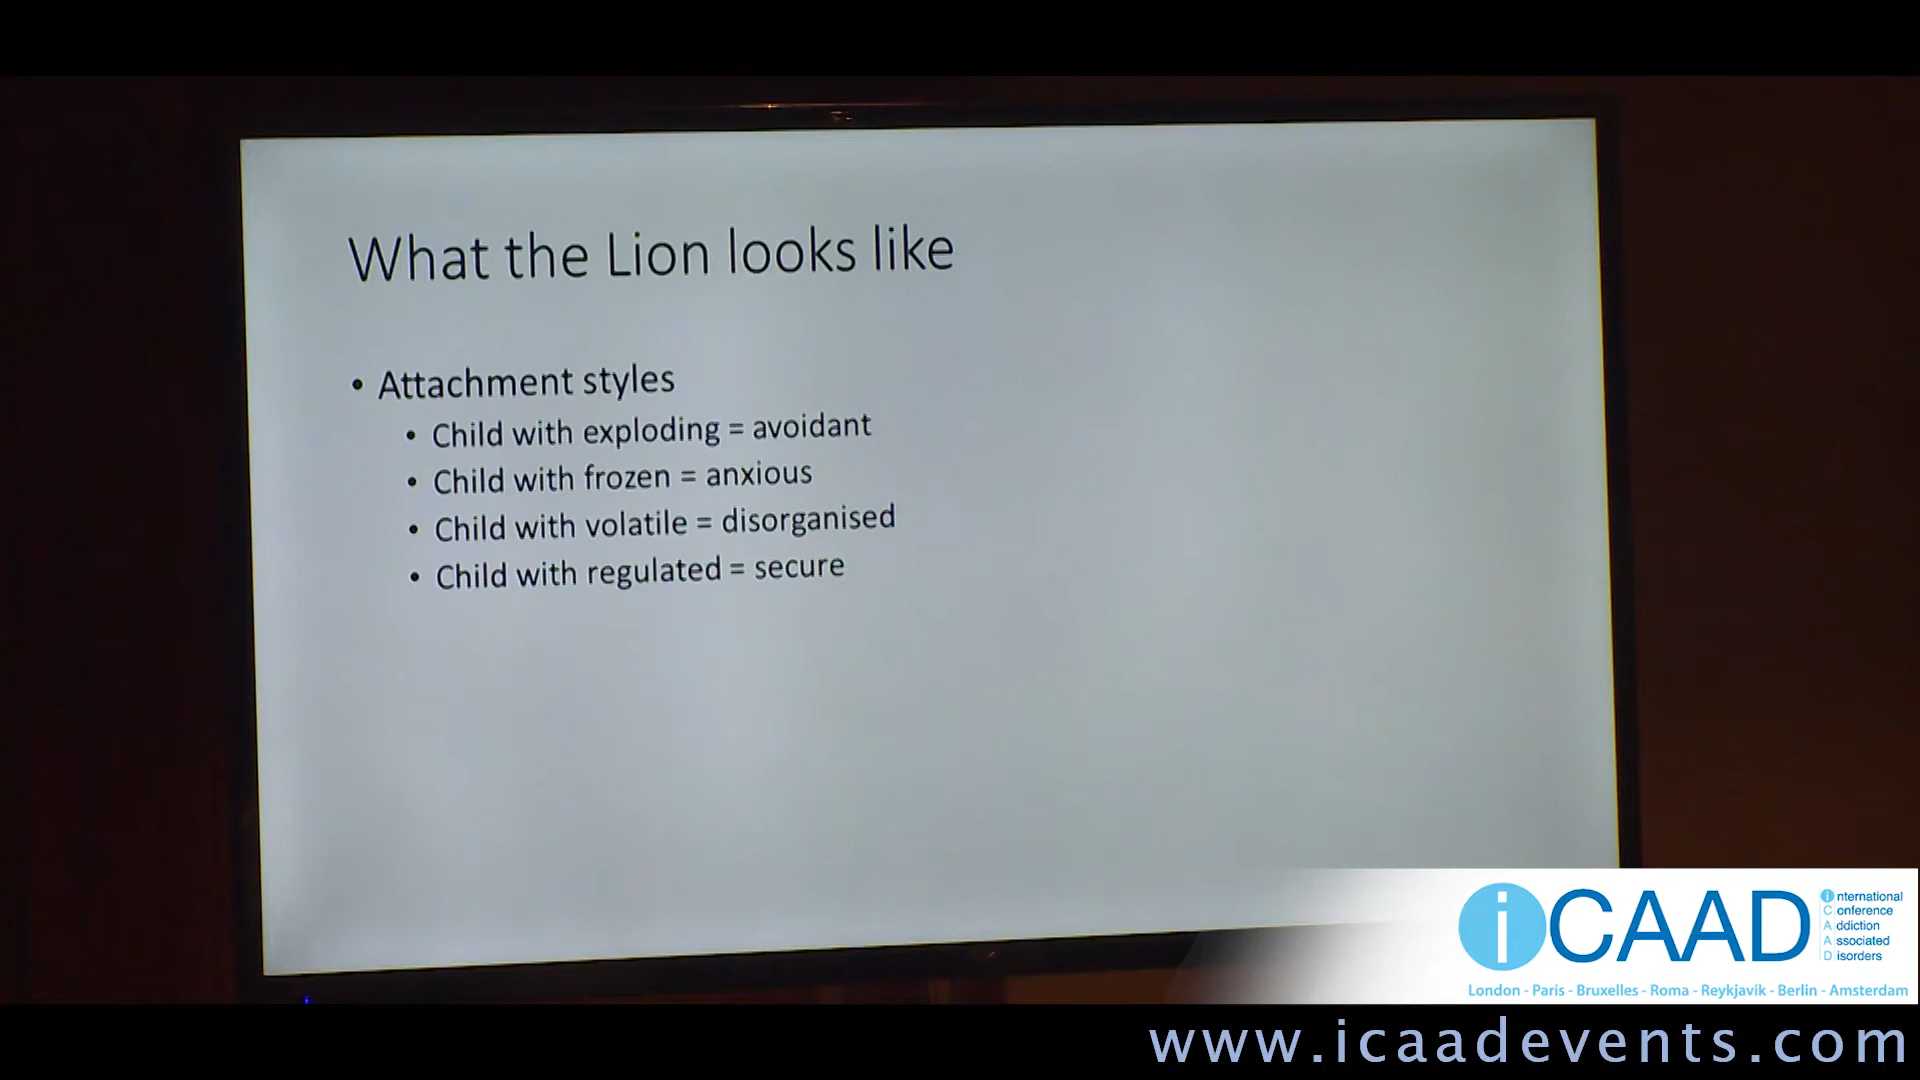 What the Lion looks like
• Attachment styles
• Child with exploding = avoidant
• Child with frozen = anxious
• Child with volatile = disorganised
• Child with regulated = secure
iCAAD
international
Conference
Addiction
Associated
Disorders
London - Paris - Bruxelles - Roma - Reykjavik - Berlin - Amsterdam
www.icaadevents.com